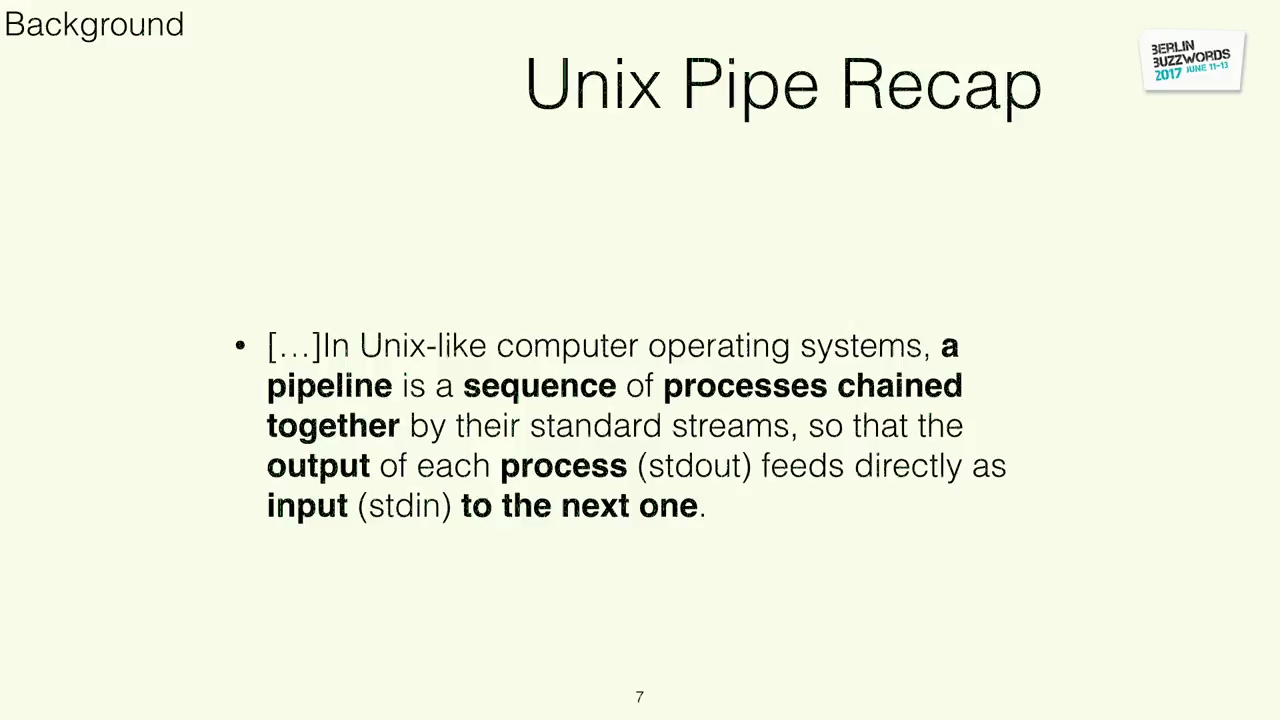 Background
Unix Pipe Recap
BERLIN
BUZZWORDS
2017 JUNE 11-13
• […]In Unix-like computer operating systems, a
pipeline is a sequence of processes chained
together by their standard streams, so that the
output of each process (stdout) feeds directly as
input (stdin) to the next one.
7